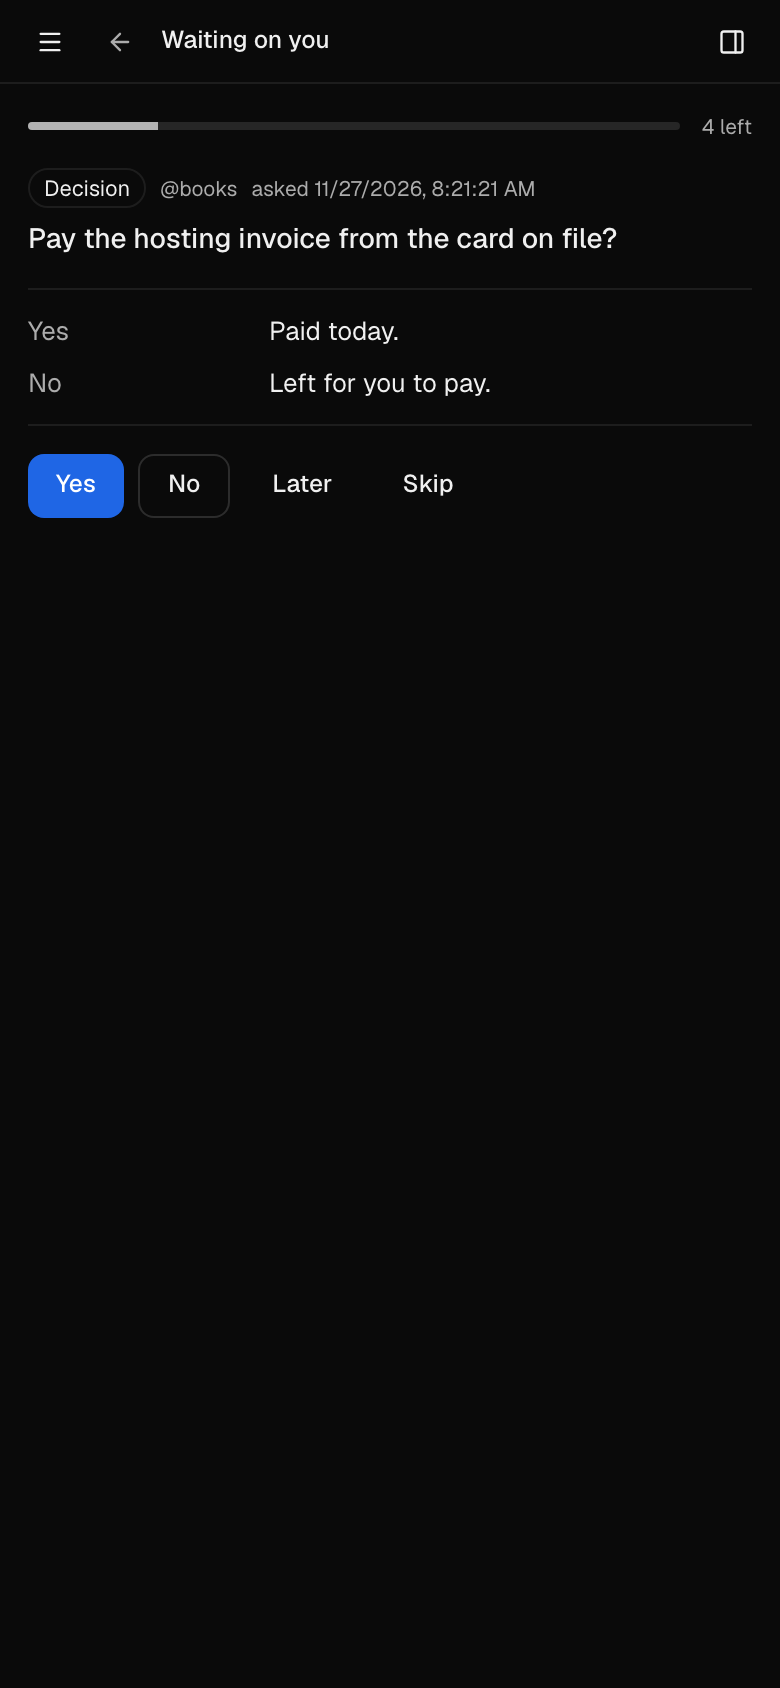 Waiting on you
4 left
Decision @books asked 11/27/2026, 8:21:21 AM
Pay the hosting invoice from the card on file?
Yes Paid today.
No Left for you to pay.
Yes No Later Skip